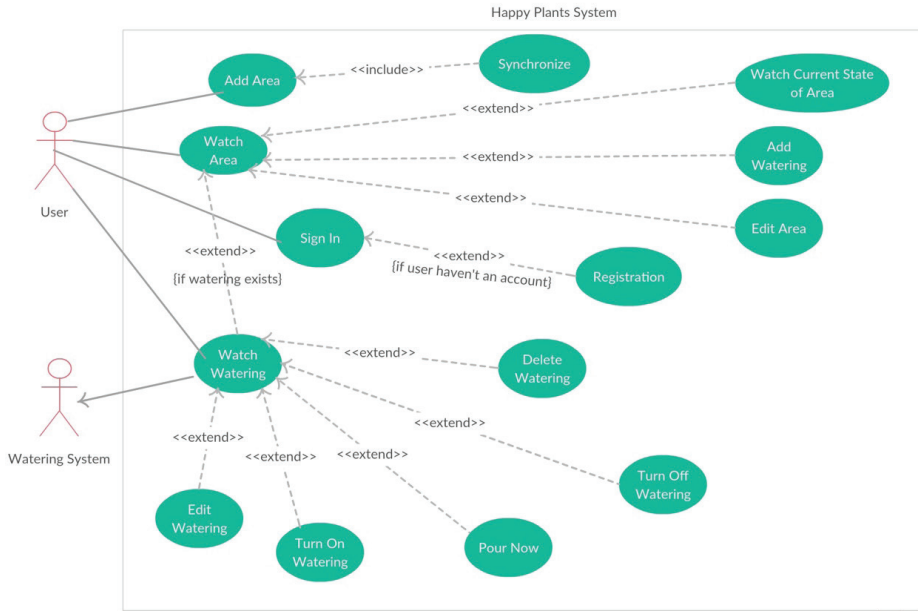 Happy Plants System
Add Area
<<include>>
Synchronize
Watch Current State
of Area
<<extend>>
Watch
Area
<<extend>>
Add
Watering
User
<<extend>>
Edit Area
Sign In
<<extend>>
{if watering exists}
<<extend>>
{if user haven't an account}
Registration
Watch
Watering
<<extend>>
Delete
Watering
Watering System
<<extend>>
<<extend>>
<<extend>>
<<extend>>
Turn Off
Watering
Edit
Watering
Turn On
Watering
Pour Now